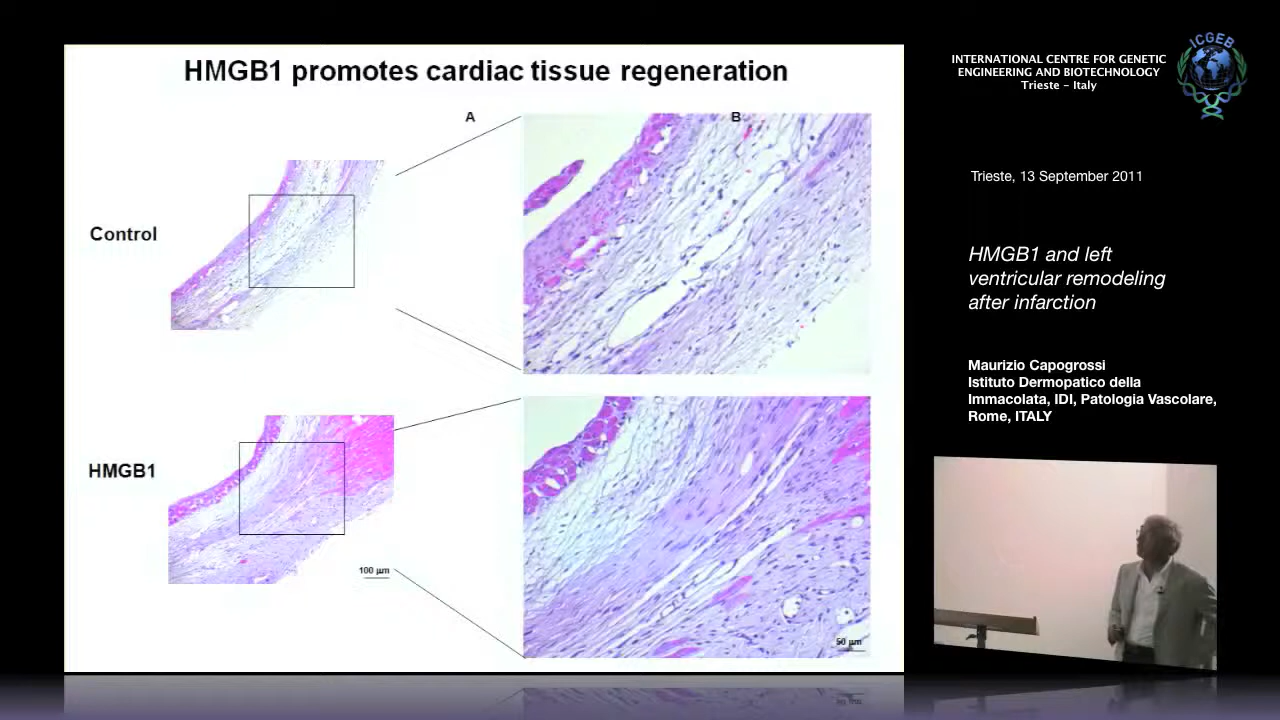 HMGB1 promotes cardiac tissue regeneration
A
B
Control
HMGB1
100 µm
50 µm
ICGEB
INTERNATIONAL CENTRE FOR GENETIC
ENGINEERING AND BIOTECHNOLOGY
Trieste - Italy
Trieste, 13 September 2011
HMGB1 and left
ventricular remodeling
after infarction
Maurizio Capogrossi
Istituto Dermopatico della
Immacolata, IDI, Patologia Vascolare,
Rome, ITALY